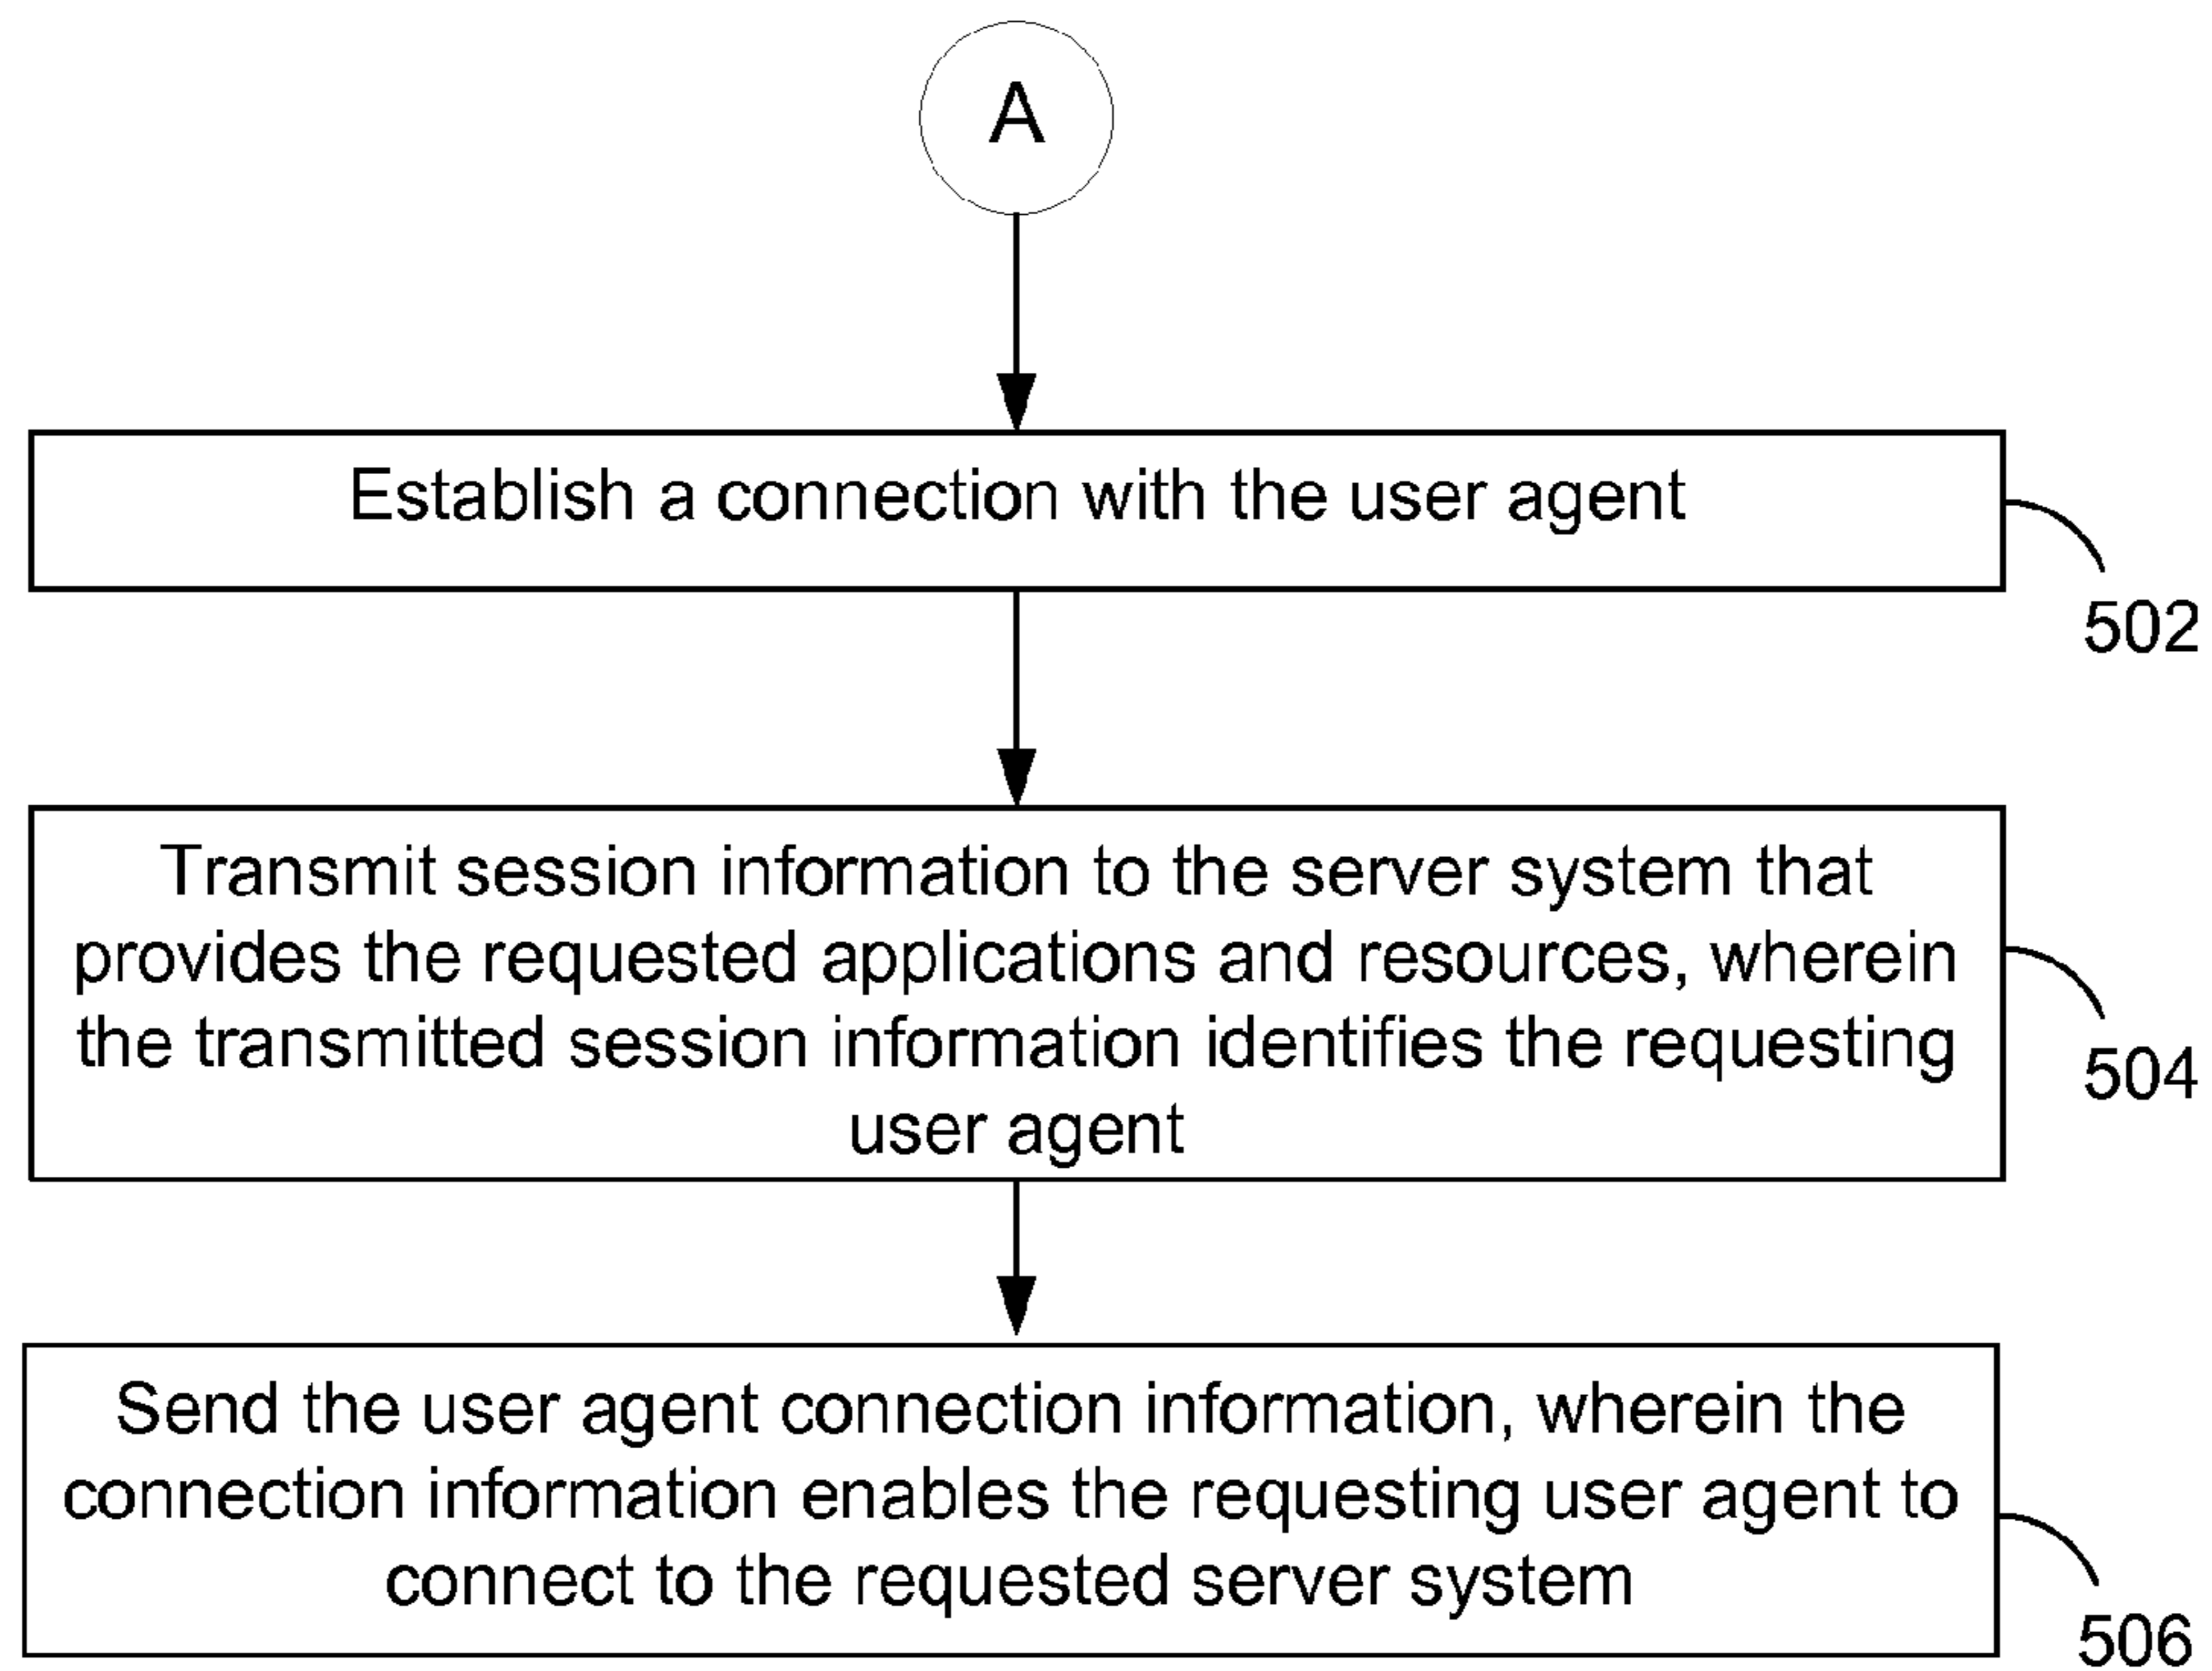 A
Establish a connection with the user agent
502
Transmit session information to the server system that
provides the requested applications and resources, wherein
the transmitted session information identifies the requesting
user agent
504
Send the user agent connection information, wherein the
connection information enables the requesting user agent to
connect to the requested server system
506